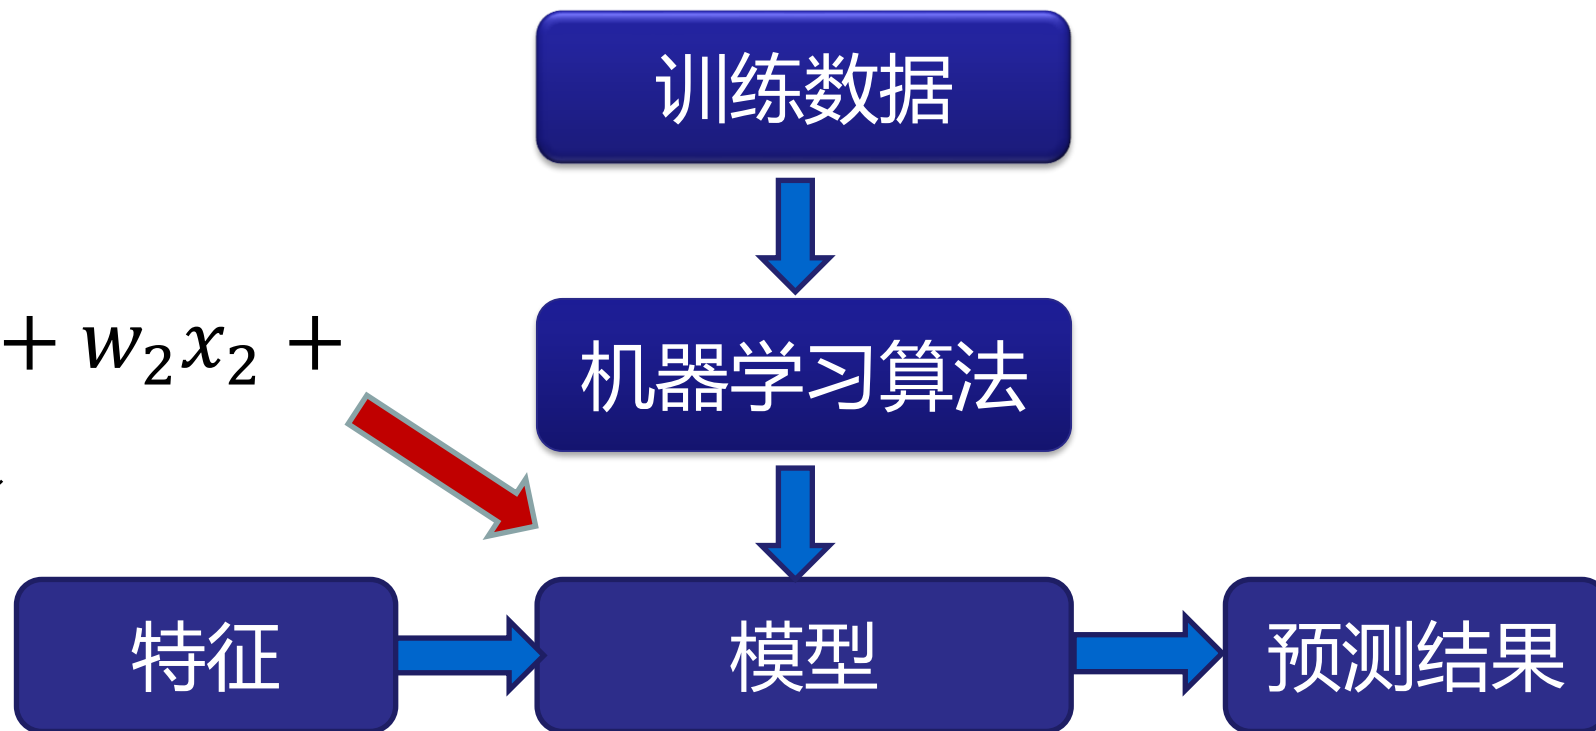 训练数据
+ w₂x₂ +
机器学习算法
特征
模型
预测结果